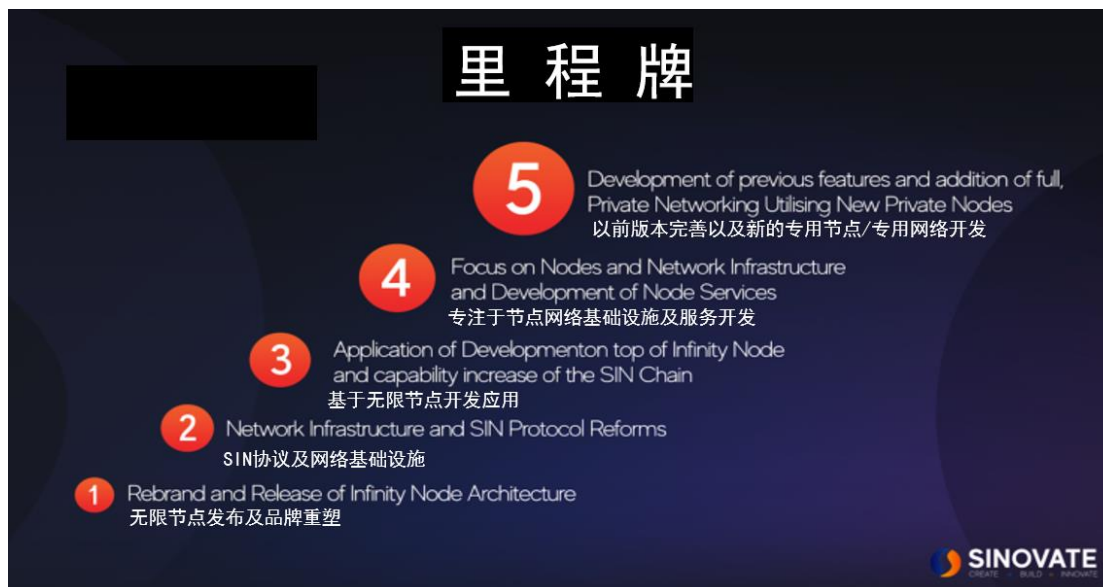 里程牌
5
Development of previous features and addition of full,
Private Networking Utilising New Private Nodes
以前版本完善以及新的专用节点/专用网络开发
4
Focus on Nodes and Network Infrastructure
and Development of Node Services
专注于节点网络基础设施及服务开发
3
Application of Developmenton top of Infinity Node
and capability increase of the SIN Chain
基于无限节点开发应用
2
Network Infrastructure and SIN Protocol Reforms
SIN协议及网络基础设施
1
Rebrand and Release of Infinity Node Architecture
无限节点发布及品牌重塑
SINOVATE
CREATE - BUILD - INNOVATE